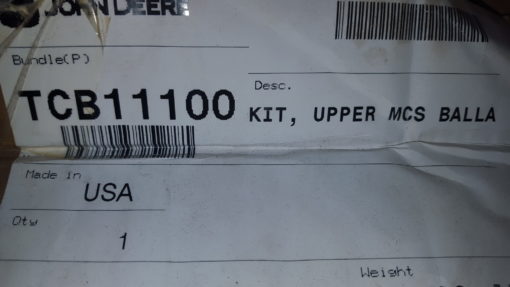 JOHN DEERE
Bundle(P)
Desc.
TCB11100
KIT, UPPER MCS BALLA
Made in
USA
Qty
1
Weight